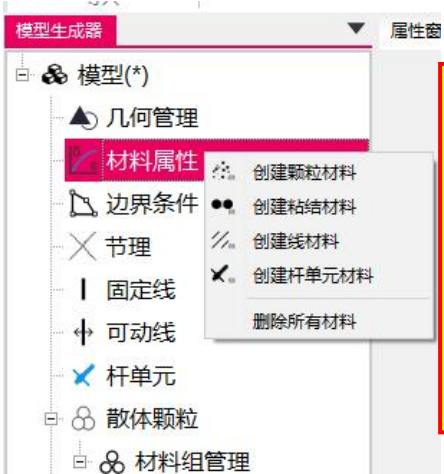 模型生成器
属性窗
模型(*)
几何管理
材料属性
创建颗粒材料
边界条件
创建粘结材料
节理
创建线材料
固定线
创建杆单元材料
可动线
删除所有材料
杆单元
散体颗粒
材料组管理